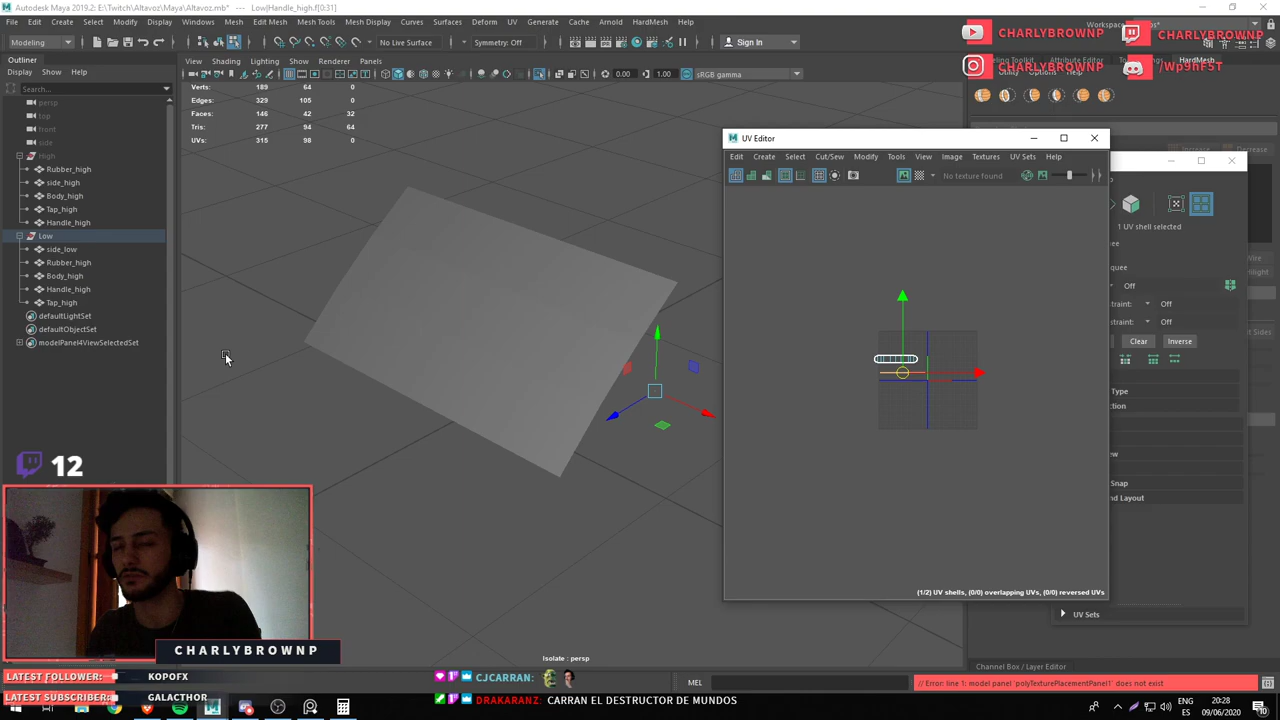 Autodesk Maya 2019.2: E:\Twitch\Altavoz\Maya\Altavoz.mb* --- Low|Handle_high.f[0:31]
File Edit Create Select Modify Display Windows Mesh Edit Mesh Mesh Tools Mesh Display Curves Surfaces Deform UV Generate Cache Arnold HardMesh Help
CHARLYBROWNP
CHARLYBROWNP
Modeling
No Live Surface
Symmetry: Off
Sign In
CHARLYBROWNP
/Wp9hF5T
Outliner
Display Show Help
View Shading Lighting Show Renderer Panels
HardMesh
Utility Options
Search...
0.00
1.00
sRGB gamma
persp
top
front
side
High
Rubber_high
side_high
Body_high
Tap_high
Handle_high
Low
side_low
Rubber_high
Body_high
Handle_high
Tap_high
defaultLightSet
defaultObjectSet
modelPanel4ViewSelectedSet
Verts: 189 64 0
Edges: 329 105 0
Faces: 146 42 32
Tris: 277 94 64
UVs: 315 98 0
UV Editor
Edit Create Select Cut/Sew Modify Tools View Image Textures UV Sets Help
No texture found
1 UV shell selected
Off
Off
Off
Clear
Inverse
(1/2) UV shells, (0/0) overlapping UVs, (0/0) reversed UVs
UV Sets
Isolate : persp
Channel Box / Layer Editor
12
CHARLYBROWNP
LATEST FOLLOWER: KOPOFX
LATEST SUBSCRIBER: GALACTHOR
CJCARRAN:
DRAKARANZ: CARRAN EL DESTRUCTOR DE MUNDOS
MEL
// Error: line 1: model panel 'polyTexturePlacementPanel1' does not exist
ENG
ES
20:28
09/06/2020